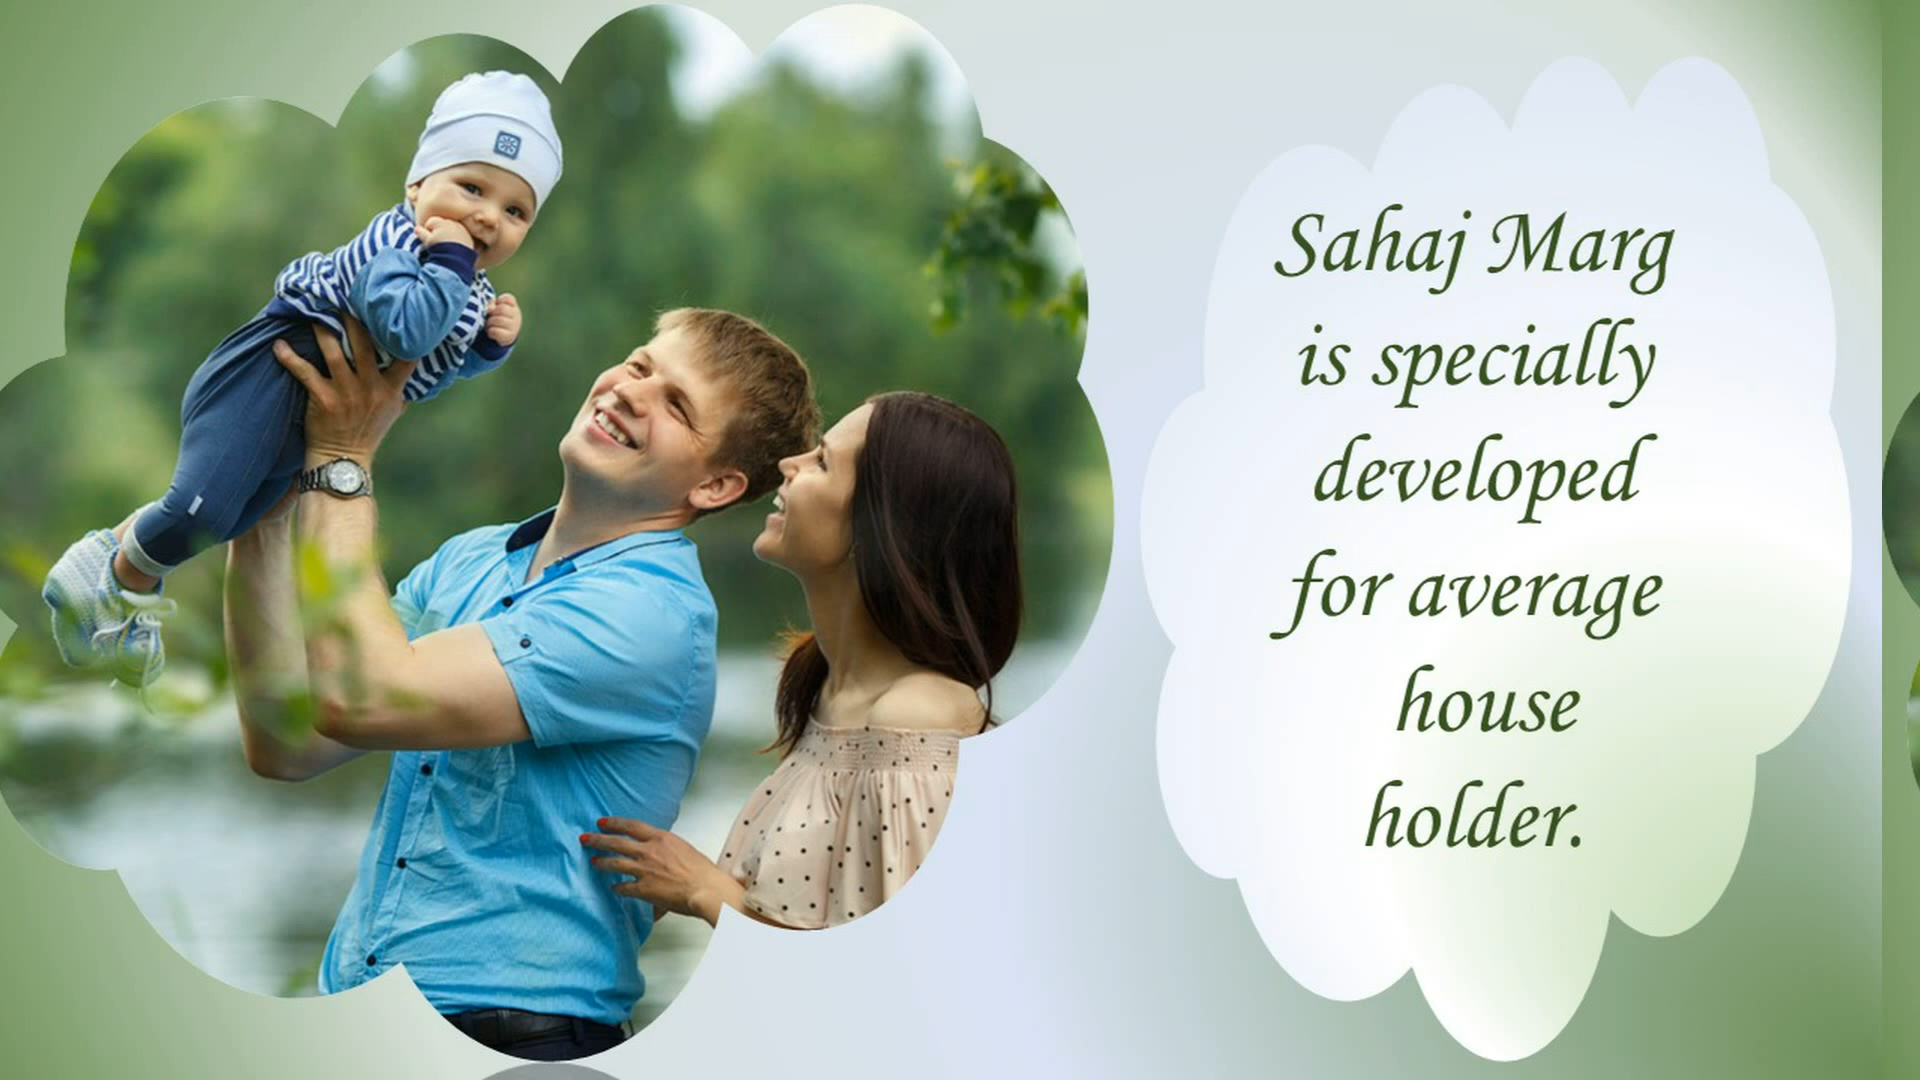 Sahaj Marg
is specially
developed
for average
house
holder.